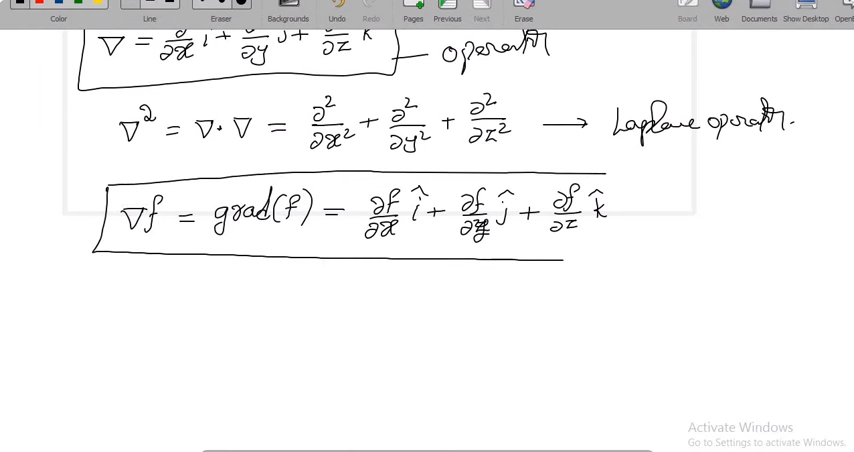 Color Line Eraser Backgrounds Undo Redo Pages Previous Next Erase Board Web Documents Show Desktop OpenB
∇ = ∂/∂x i + ∂/∂y j + ∂/∂z k — operator
∇² = ∇·∇ = ∂²/∂x² + ∂²/∂y² + ∂²/∂z² → Laplace operator.
∇f = grad(f) = ∂f/∂x î + ∂f/∂y ĵ + ∂f/∂z k̂
Activate Windows
Go to Settings to activate Windows.